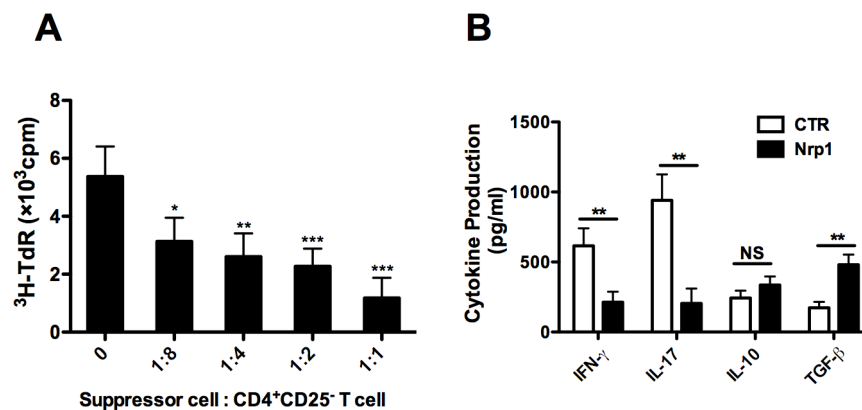 A
³H-TdR (×10³cpm)
8
6
4
2
0
*
**
***
***
0
1:8
1:4
1:2
1:1
Suppressor cell : CD4⁺CD25⁻ T cell
B
Cytokine Production
(pg/ml)
1500
1000
500
0
CTR
Nrp1
**
**
NS
**
IFN-γ
IL-17
IL-10
TGF-β